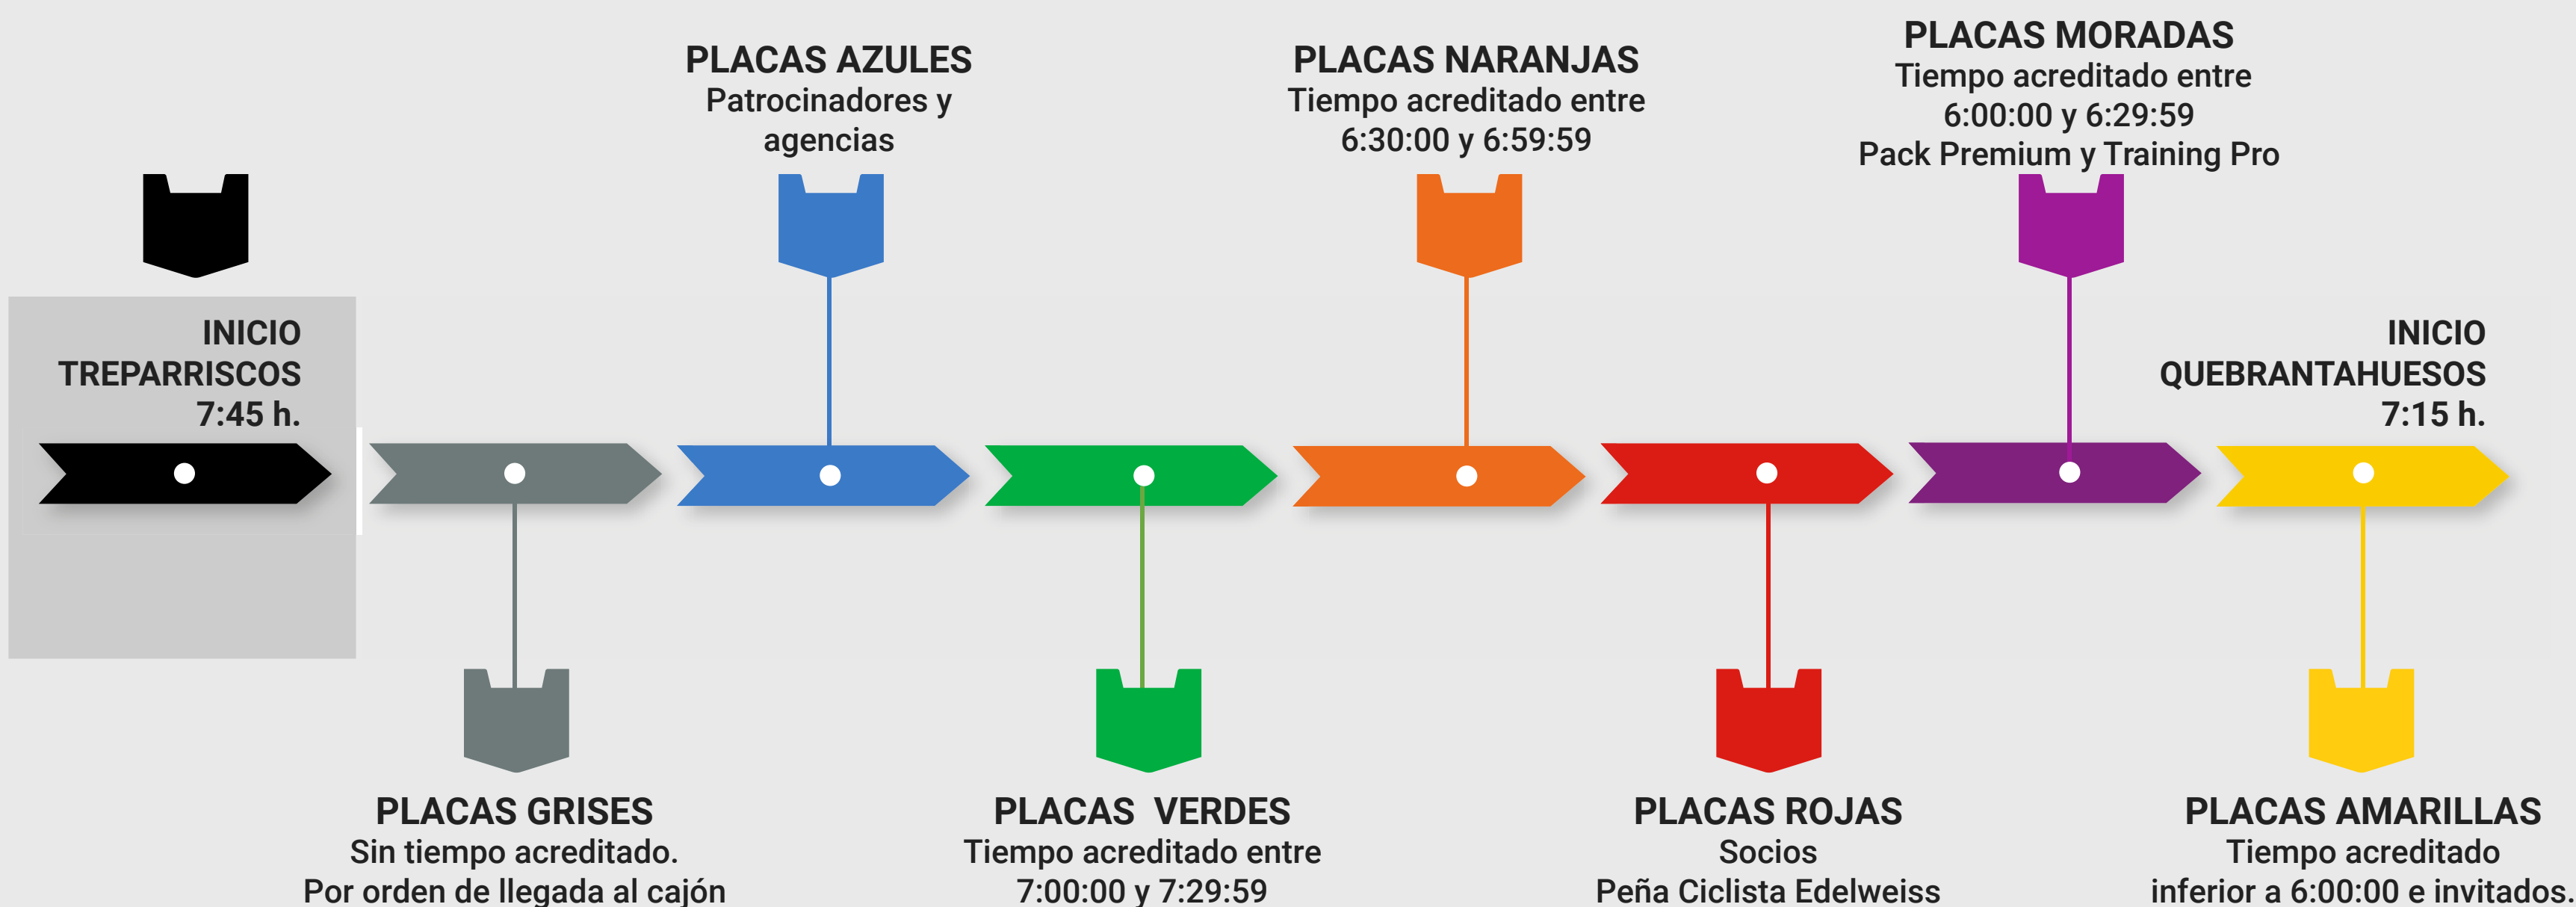 PLACAS AZULES
Patrocinadores y
agencias
PLACAS NARANJAS
Tiempo acreditado entre
6:30:00 y 6:59:59
PLACAS MORADAS
Tiempo acreditado entre
6:00:00 y 6:29:59
Pack Premium y Training Pro
INICIO
TREPARRISCOS
7:45 h.
INICIO
QUEBRANTAHUESOS
7:15 h.
PLACAS GRISES
Sin tiempo acreditado.
Por orden de llegada al cajón
PLACAS VERDES
Tiempo acreditado entre
7:00:00 y 7:29:59
PLACAS ROJAS
Socios
Peña Ciclista Edelweiss
PLACAS AMARILLAS
Tiempo acreditado
inferior a 6:00:00 e invitados.